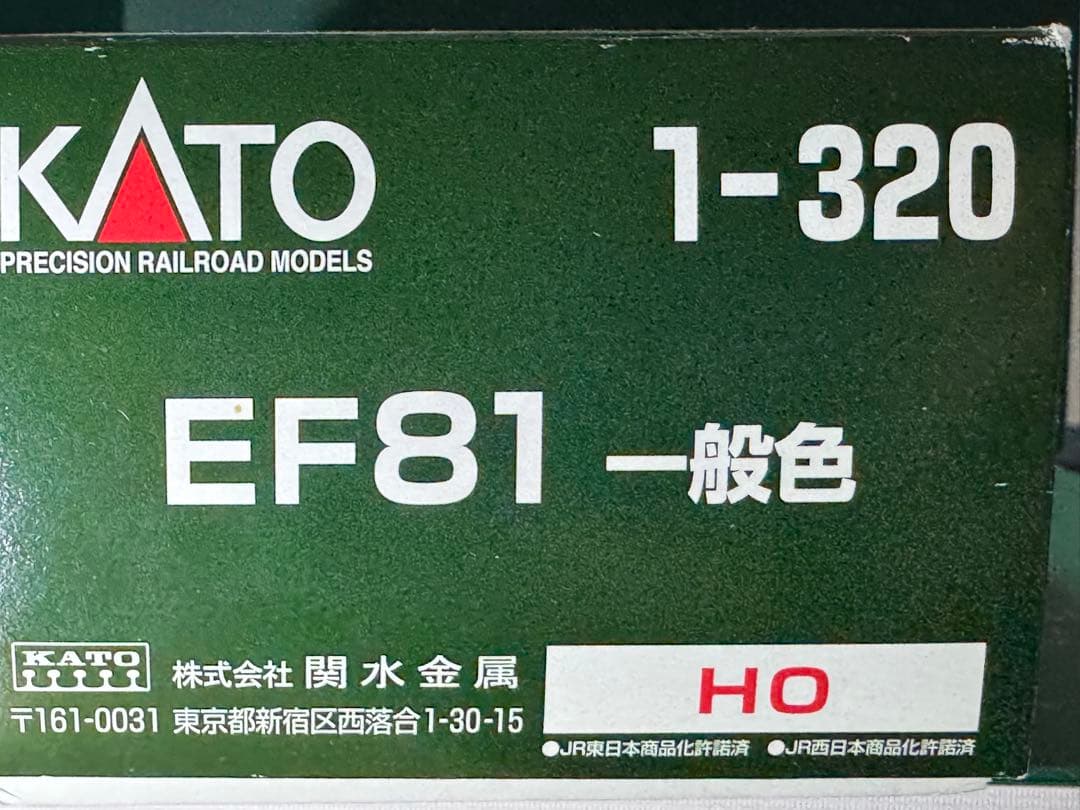 KATO 1-320
PRECISION RAILROAD MODELS
EF81 一般色
KATO 株式会社 関水金属
〒161-0031 東京都新宿区西落合1-30-15
HO
●JR東日本商品化許諾済 ●JR西日本商品化許諾済